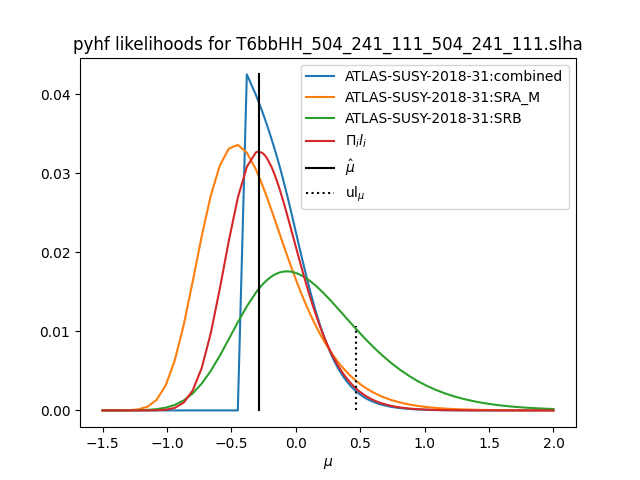 pyhf likelihoods for T6bbHH_504_241_111_504_241_111.slha
ATLAS-SUSY-2018-31:combined
ATLAS-SUSY-2018-31:SRA_M
ATLAS-SUSY-2018-31:SRB
Πᵢlᵢ
μ̂
ul_μ
0.04
0.03
0.02
0.01
0.00
−1.5 −1.0 −0.5 0.0 0.5 1.0 1.5 2.0
μ